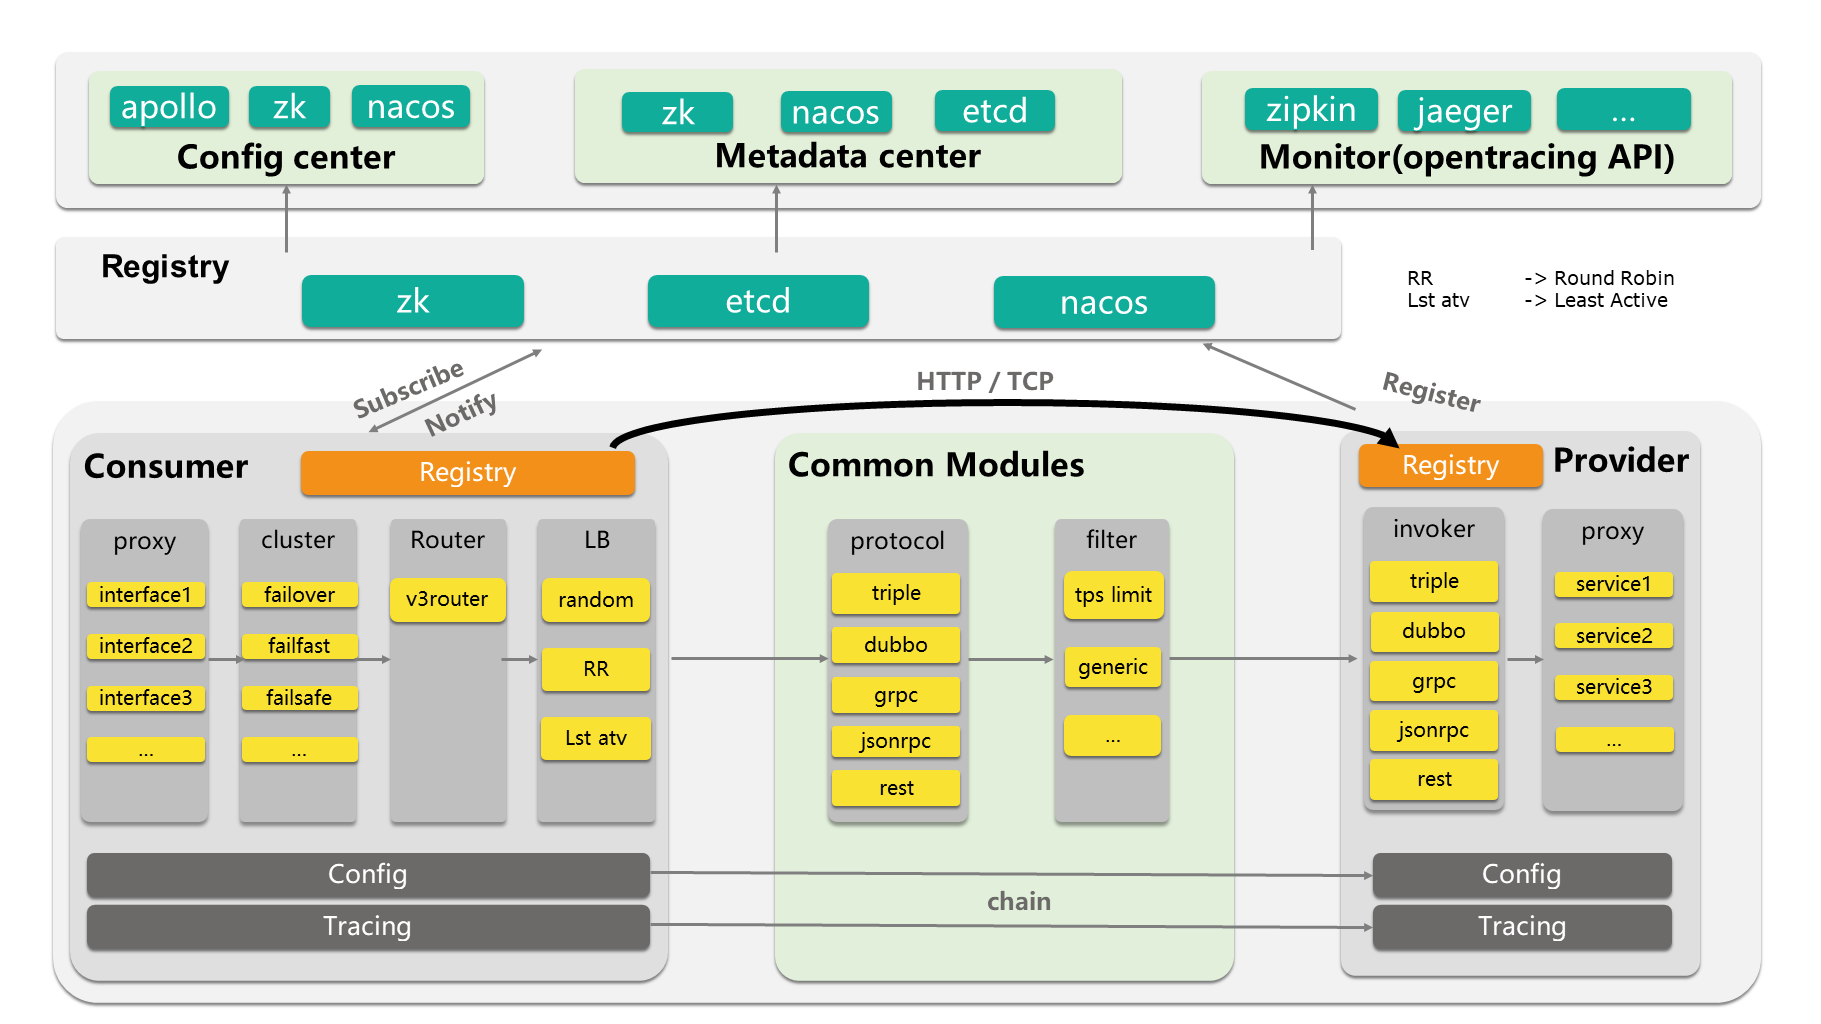 apollo zk nacos
Config center
zk nacos etcd
Metadata center
zipkin jaeger ...
Monitor(opentracing API)
Registry
zk etcd nacos
RR -> Round Robin
Lst atv -> Least Active
Subscribe
Notify
HTTP / TCP
Register
Consumer
Registry
proxy
interface1
interface2
interface3
...
cluster
failover
failfast
failsafe
...
Router
v3router
LB
random
RR
Lst atv
Config
Tracing
Common Modules
protocol
triple
dubbo
grpc
jsonrpc
rest
filter
tps limit
generic
...
chain
Registry
Provider
invoker
triple
dubbo
grpc
jsonrpc
rest
proxy
service1
service2
service3
...
Config
Tracing